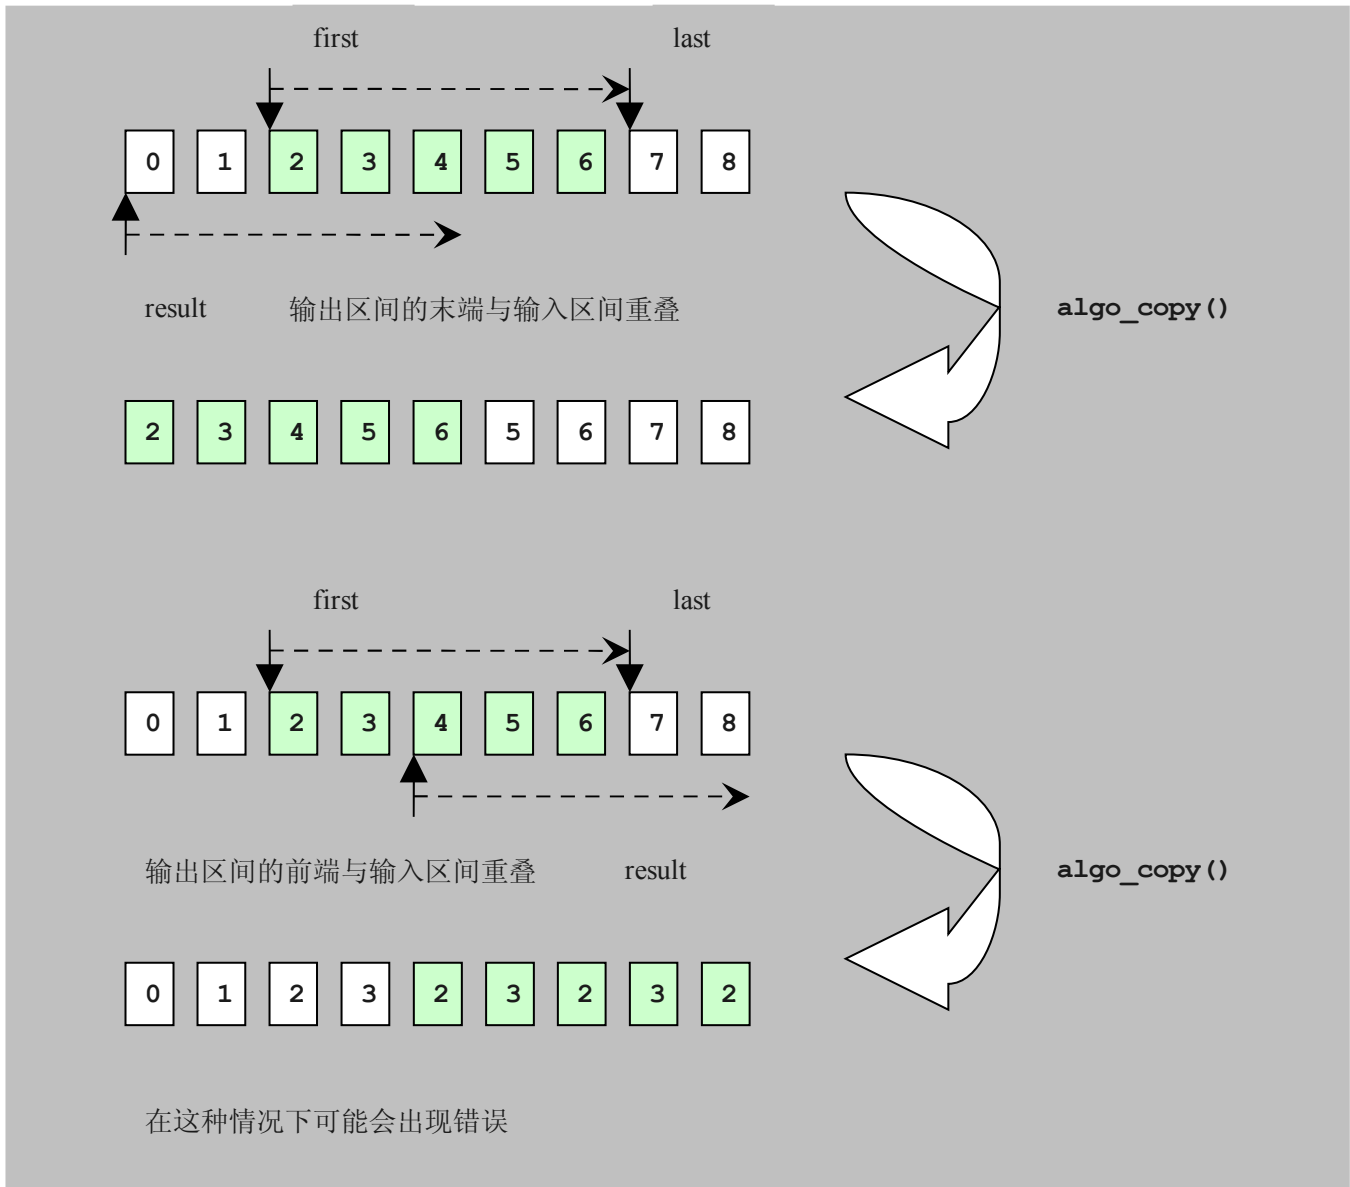 first last
0 1 2 3 4 5 6 7 8
result 输出区间的末端与输入区间重叠 algo_copy()
2 3 4 5 6 5 6 7 8
first last
0 1 2 3 4 5 6 7 8
输出区间的前端与输入区间重叠 result algo_copy()
0 1 2 3 2 3 2 3 2
在这种情况下可能会出现错误